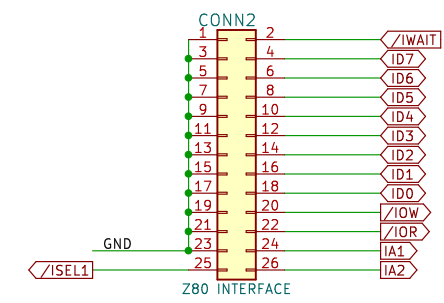 CONN2
1 2 /IWAIT
3 4 ID7
5 6 ID6
7 8 ID5
9 10 ID4
11 12 ID3
13 14 ID2
15 16 ID1
17 18 ID0
19 20 /IOW
21 22 /IOR
GND 23 24 IA1
/ISEL1 25 26 IA2
Z80 INTERFACE